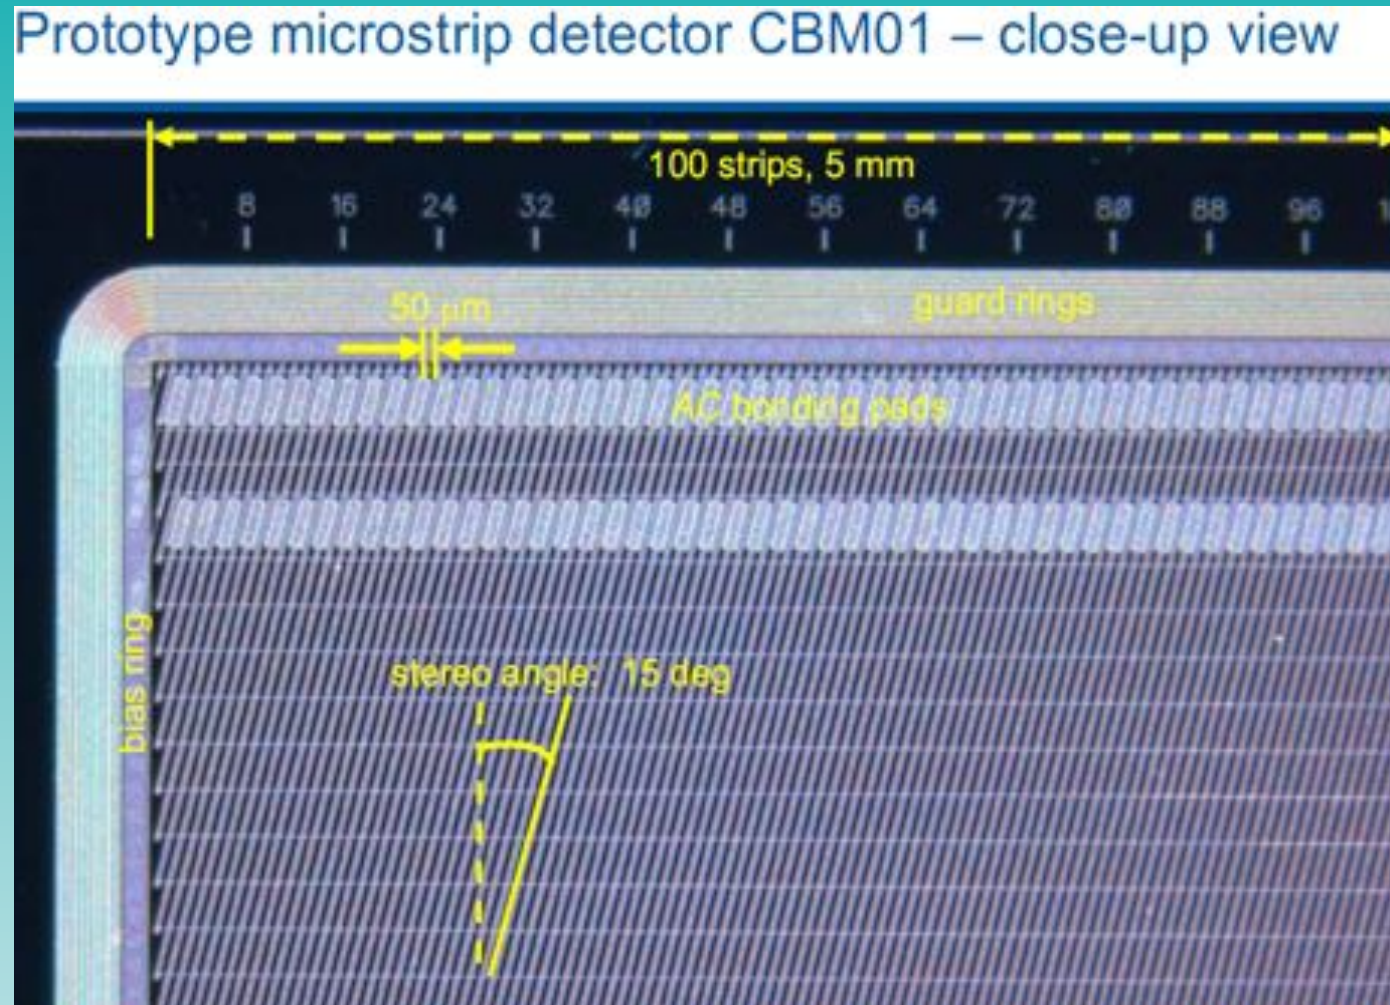 Prototype microstrip detector CBM01 – close-up view
100 strips, 5 mm
8 16 24 32 40 48 56 64 72 80 88 96
50 µm
guard rings
AC bonding pads
bias ring
stereo angle: 15 deg